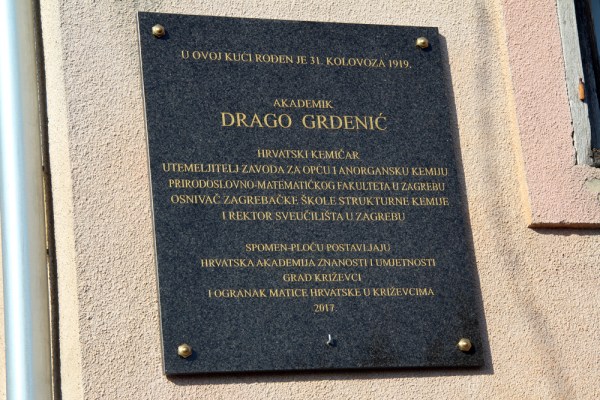 U OVOJ KUĆI ROĐEN JE 31. KOLOVOZA 1919.
AKADEMIK
DRAGO GRDENIĆ
HRVATSKI KEMIČAR
UTEMELJITELJ ZAVODA ZA OPĆU I ANORGANSKU KEMIJU
PRIRODOSLOVNO-MATEMATIČKOG FAKULTETA U ZAGREBU
OSNIVAČ ZAGREBAČKE ŠKOLE STRUKTURNE KEMIJE
I REKTOR SVEUČILIŠTA U ZAGREBU
SPOMEN-PLOČU POSTAVLJAJU
HRVATSKA AKADEMIJA ZNANOSTI I UMJETNOSTI
GRAD KRIŽEVCI
I OGRANAK MATICE HRVATSKE U KRIŽEVCIMA
2017.